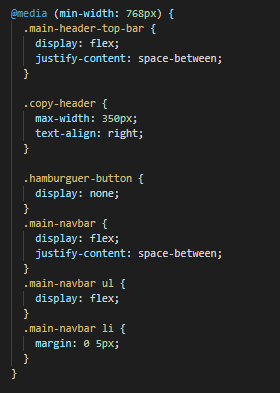 @media (min-width: 768px) {
  .main-header-top-bar {
    display: flex;
    justify-content: space-between;
  }

  .copy-header {
    max-width: 350px;
    text-align: right;
  }

  .hamburguer-button {
    display: none;
  }
  .main-navbar {
    display: flex;
    justify-content: space-between;
  }
  .main-navbar ul {
    display: flex;
  }
  .main-navbar li {
    margin: 0 5px;
  }
}